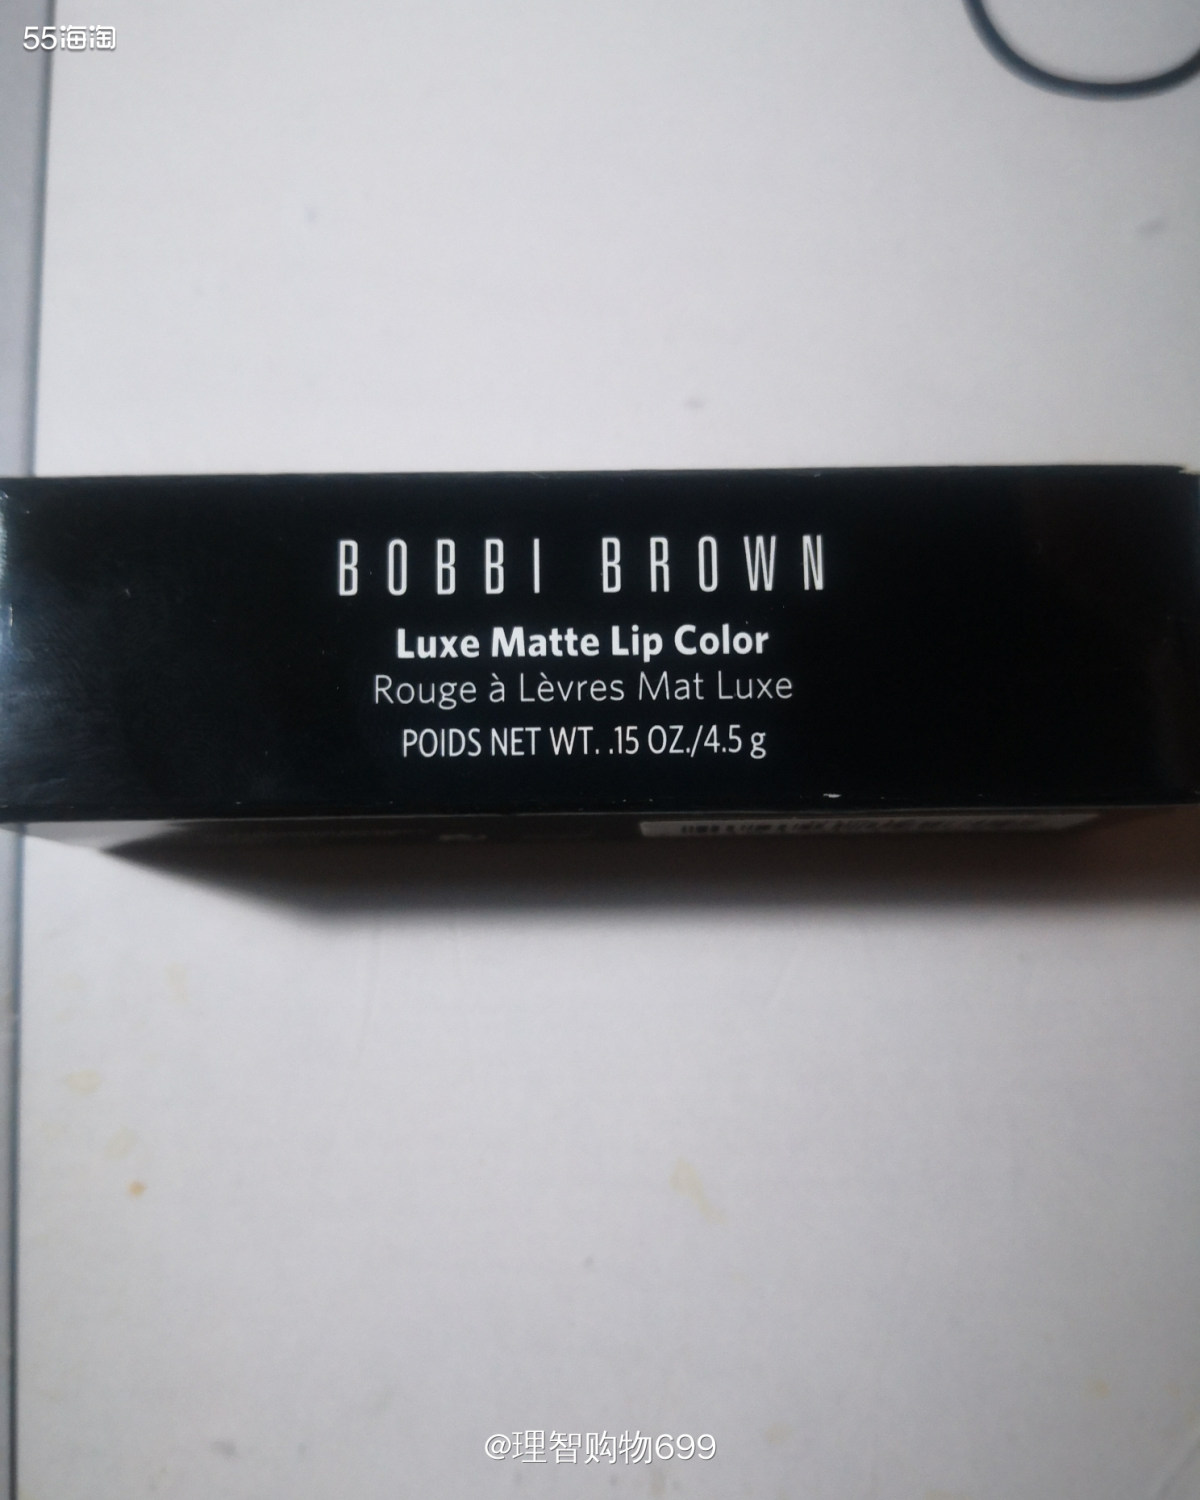 55海淘
BOBBI BROWN
Luxe Matte Lip Color
Rouge à Lèvres Mat Luxe
POIDS NET WT. .15 OZ./4.5 g
@理智购物699